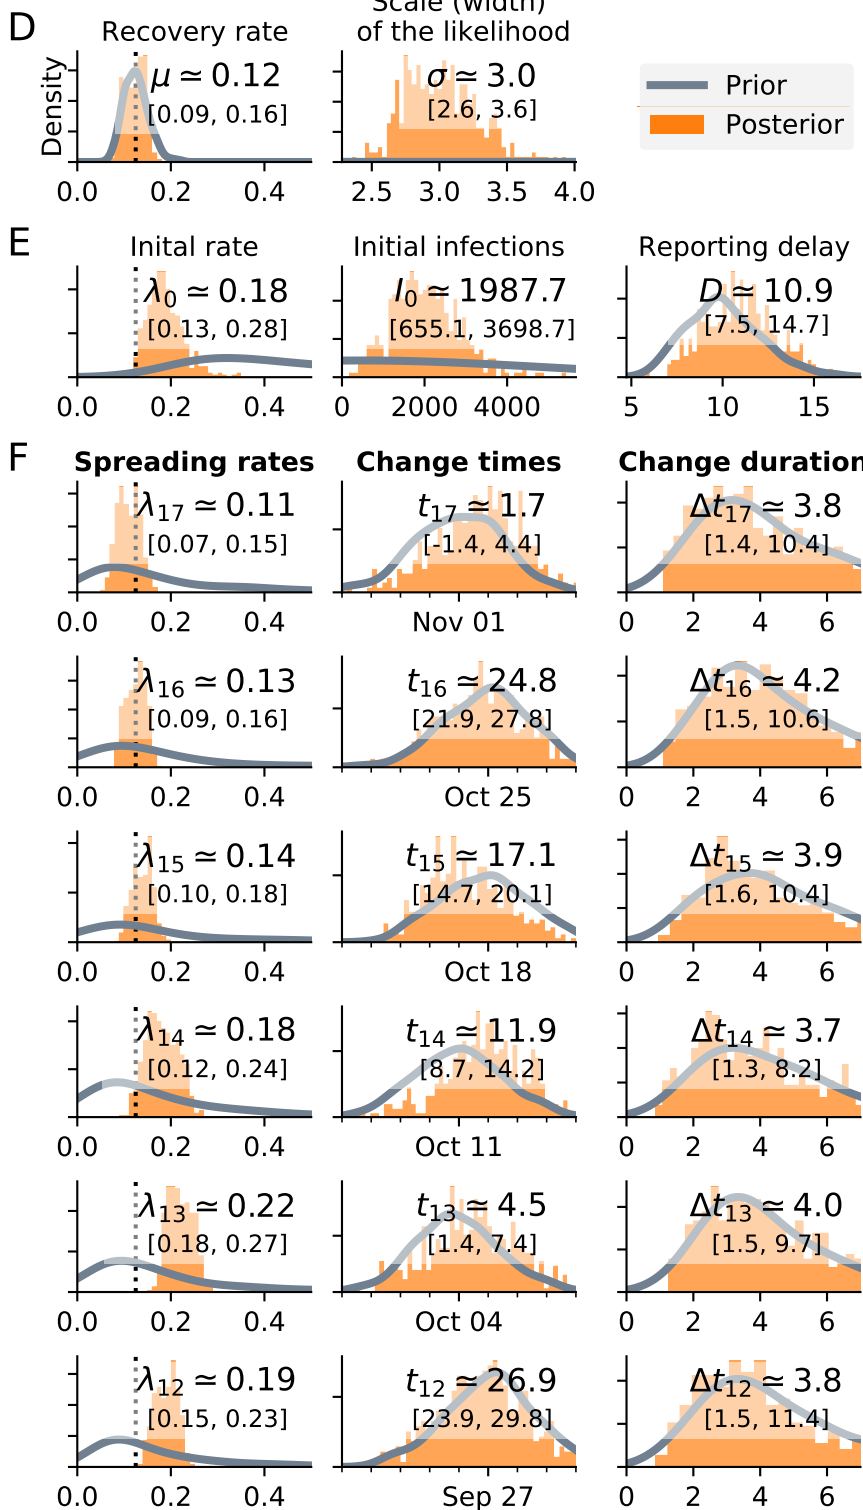 D
Recovery rate
Scale (width)
of the likelihood
Density
μ ≃ 0.12
[0.09, 0.16]
σ ≃ 3.0
[2.6, 3.6]
Prior
Posterior
0.0 0.2 0.4
2.5 3.0 3.5 4.0
E
Inital rate
Initial infections
Reporting delay
λ0 ≃ 0.18
[0.13, 0.28]
I0 ≃ 1987.7
[655.1, 3698.7]
D ≃ 10.9
[7.5, 14.7]
0.0 0.2 0.4
0 2000 4000
5 10 15
F
Spreading rates
Change times
Change duration
λ17 ≃ 0.11
[0.07, 0.15]
t17 ≃ 1.7
[-1.4, 4.4]
Δt17 ≃ 3.8
[1.4, 10.4]
0.0 0.2 0.4
Nov 01
2 4 6
λ16 ≃ 0.13
[0.09, 0.16]
t16 ≃ 24.8
[21.9, 27.8]
Δt16 ≃ 4.2
[1.5, 10.6]
0.0 0.2 0.4
Oct 25
0 2 4 6
λ15 ≃ 0.14
[0.10, 0.18]
t15 ≃ 17.1
[14.7, 20.1]
Δt15 ≃ 3.9
[1.6, 10.4]
0.0 0.2 0.4
Oct 18
0 2 4 6
λ14 ≃ 0.18
[0.12, 0.24]
t14 ≃ 11.9
[8.7, 14.2]
Δt14 ≃ 3.7
[1.3, 8.2]
0.0 0.2 0.4
Oct 11
0 2 4 6
λ13 ≃ 0.22
[0.18, 0.27]
t13 ≃ 4.5
[1.4, 7.4]
Δt13 ≃ 4.0
[1.5, 9.7]
0.0 0.2 0.4
Oct 04
0 2 4 6
λ12 ≃ 0.19
[0.15, 0.23]
t12 ≃ 26.9
[23.9, 29.8]
Δt12 ≃ 3.8
[1.5, 11.4]
0.0 0.2 0.4
Sep 27
0 2 4 6